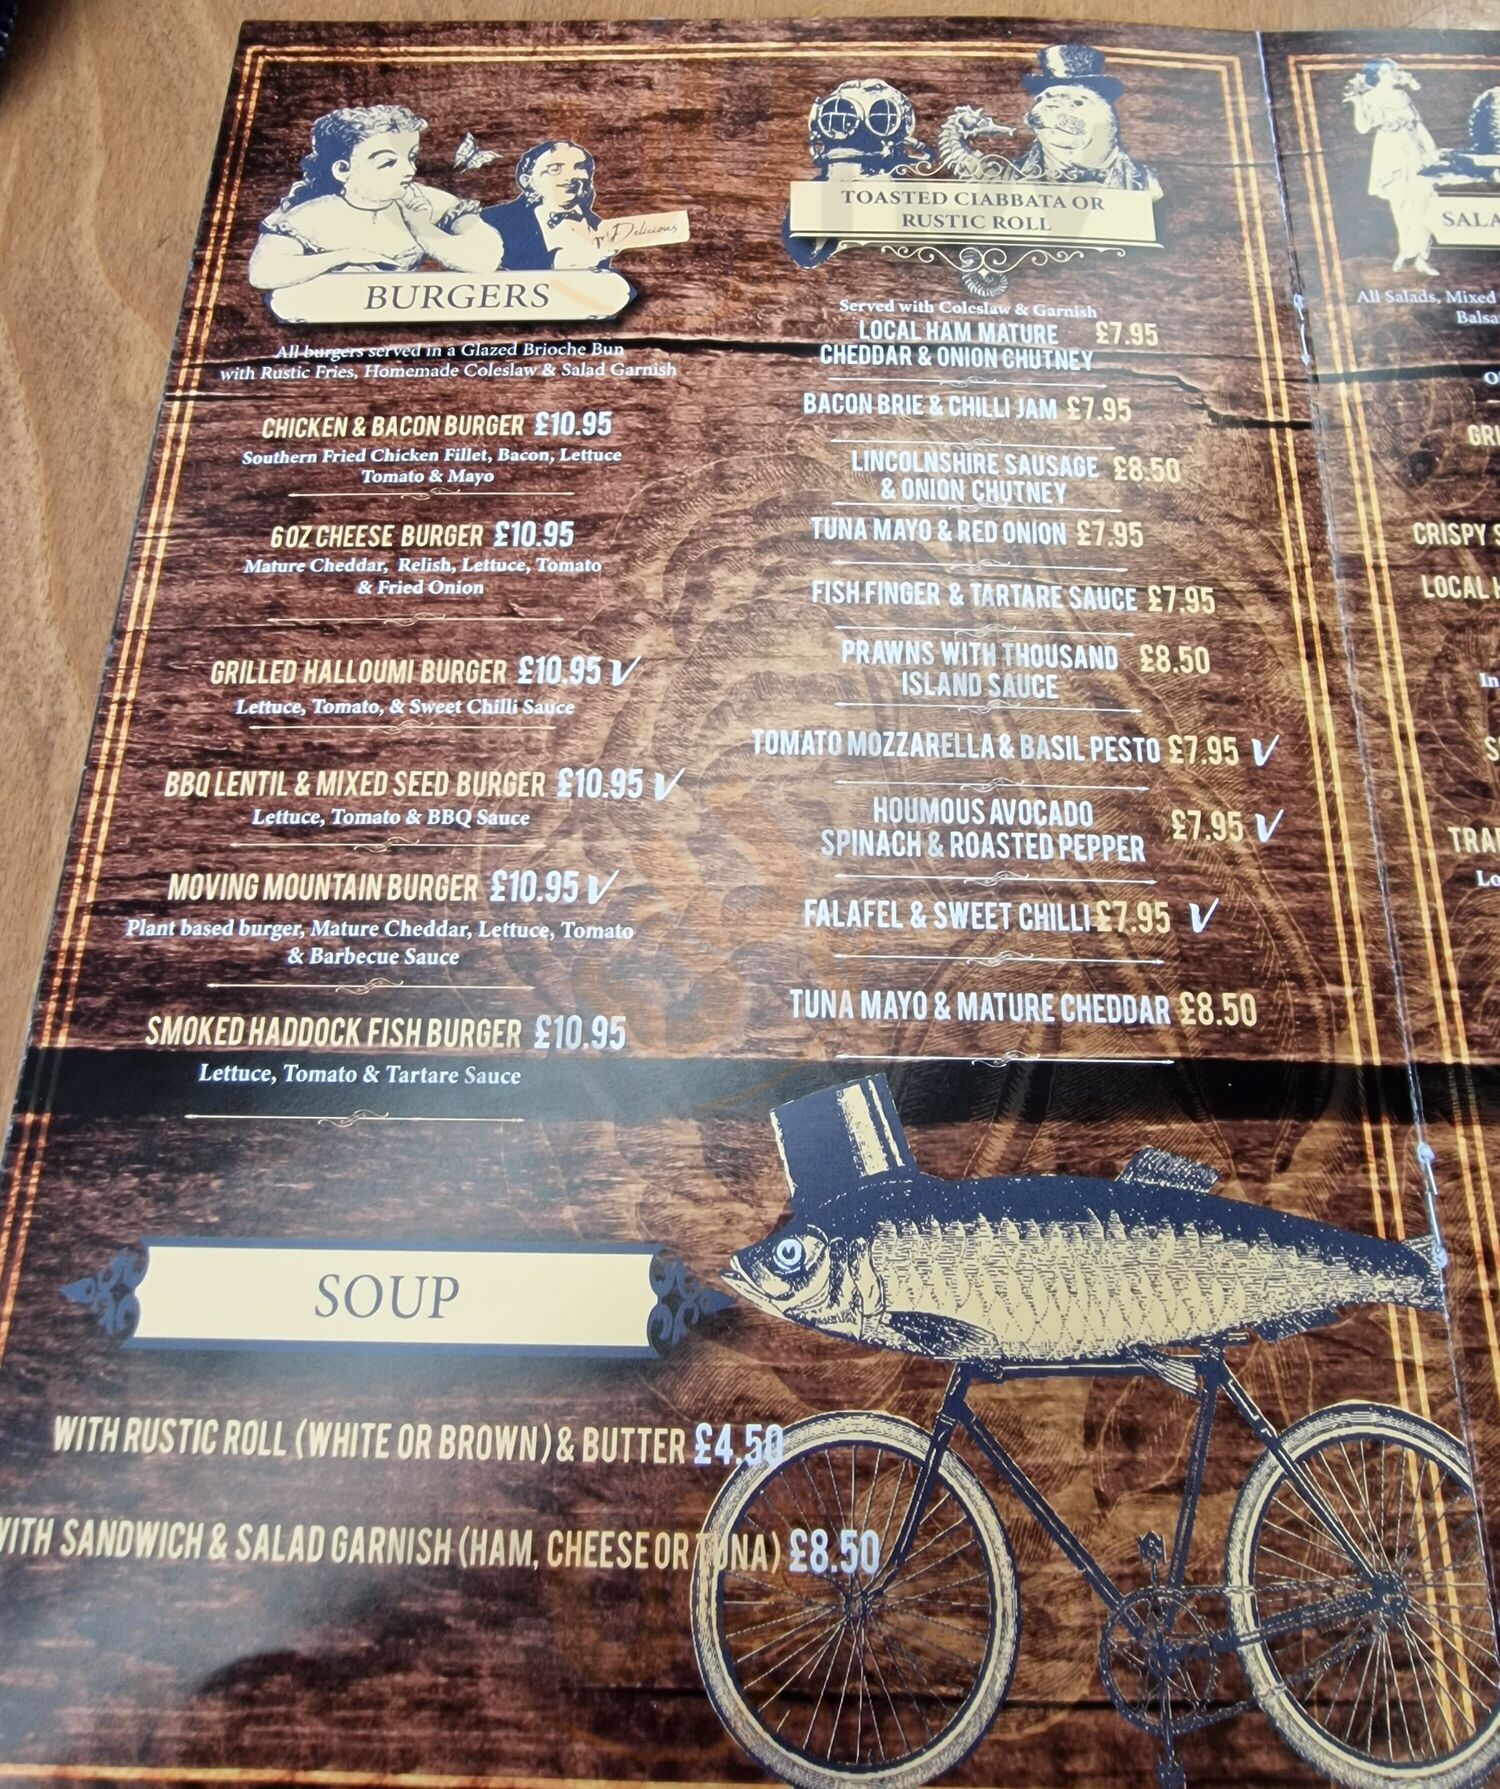 Delicious
BURGERS
All burgers served in a Glazed Brioche Bun
with Rustic Fries, Homemade Coleslaw & Salad Garnish
CHICKEN & BACON BURGER £10.95
Southern Fried Chicken Fillet, Bacon, Lettuce
Tomato & Mayo
6OZ CHEESE BURGER £10.95
Mature Cheddar, Relish, Lettuce, Tomato
& Fried Onion
GRILLED HALLOUMI BURGER £10.95 V
Lettuce, Tomato, & Sweet Chilli Sauce
BBQ LENTIL & MIXED SEED BURGER £10.95 V
Lettuce, Tomato & BBQ Sauce
MOVING MOUNTAIN BURGER £10.95 V
Plant based burger, Mature Cheddar, Lettuce, Tomato
& Barbecue Sauce
SMOKED HADDOCK FISH BURGER £10.95
Lettuce, Tomato & Tartare Sauce
TOASTED CIABBATA OR
RUSTIC ROLL
Served with Coleslaw & Garnish
LOCAL HAM MATURE £7.95
CHEDDAR & ONION CHUTNEY
BACON BRIE & CHILLI JAM £7.95
LINCOLNSHIRE SAUSAGE £8.50
& ONION CHUTNEY
TUNA MAYO & RED ONION £7.95
FISH FINGER & TARTARE SAUCE £7.95
PRAWNS WITH THOUSAND £8.50
ISLAND SAUCE
TOMATO MOZZARELLA & BASIL PESTO £7.95 V
HOUMOUS AVOCADO
SPINACH & ROASTED PEPPER £7.95 V
FALAFEL & SWEET CHILLI £7.95 V
TUNA MAYO & MATURE CHEDDAR £8.50
SOUP
WITH RUSTIC ROLL (WHITE OR BROWN) & BUTTER £4.50
WITH SANDWICH & SALAD GARNISH (HAM, CHEESE OR TUNA) £8.50
All Salads, Mixed
CRISPY
LOCAL